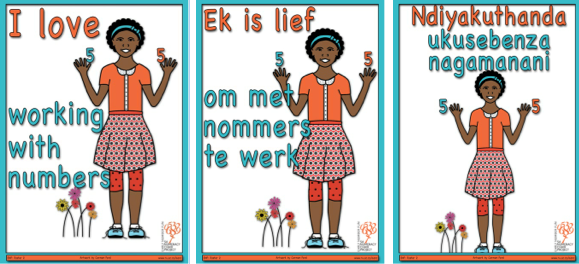 I love
5 5
working
with
numbers
Ek is lief
5 5
om met
nommers
te werk
Ndiyakuthanda
ukusebenza
nagamanani
5 5